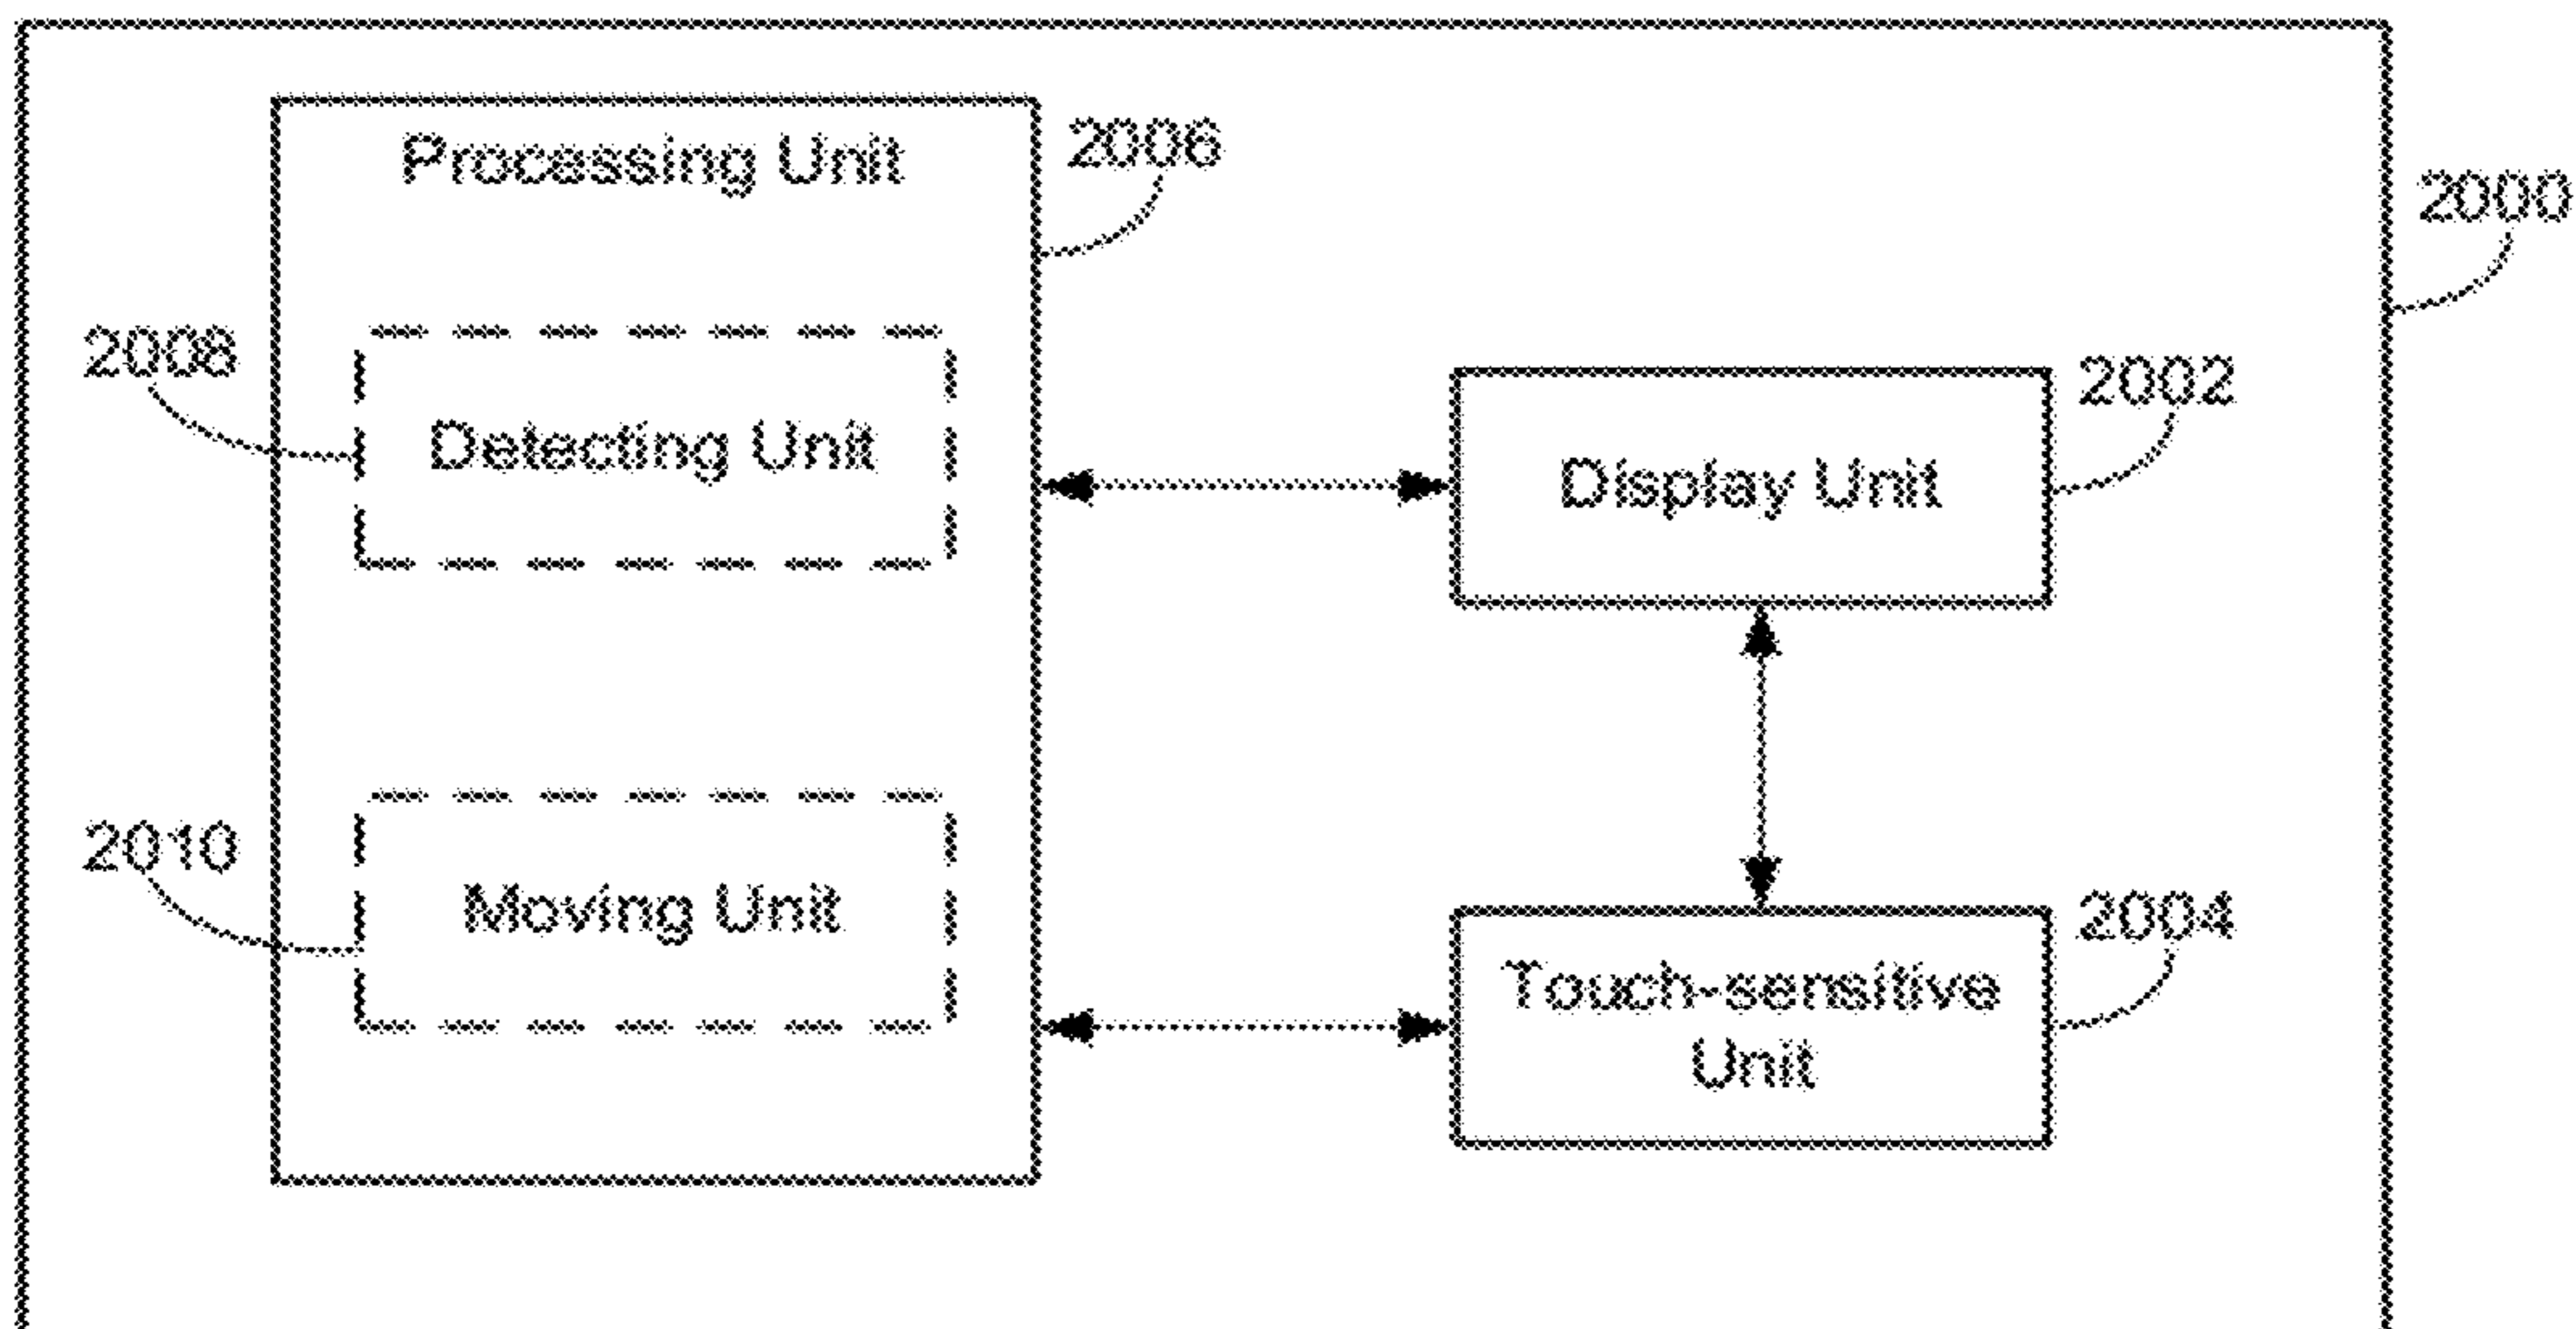 Processing Unit
2006
2000
2008
Detecting Unit
2002
Display Unit
2010
Moving Unit
2004
Touch-sensitive
Unit